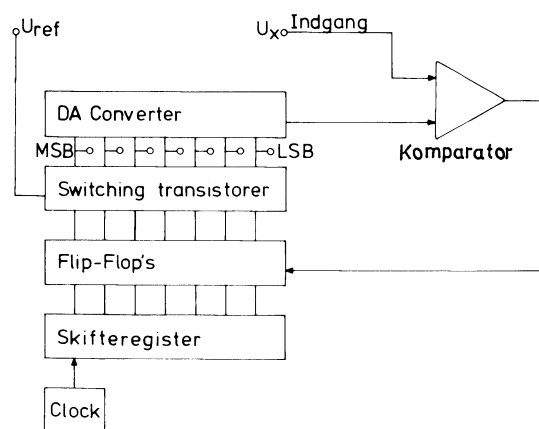 Uref
Ux Indgang
DA Converter
MSB
LSB
Komparator
Switching transistorer
Flip-Flop's
Skifteregister
Clock